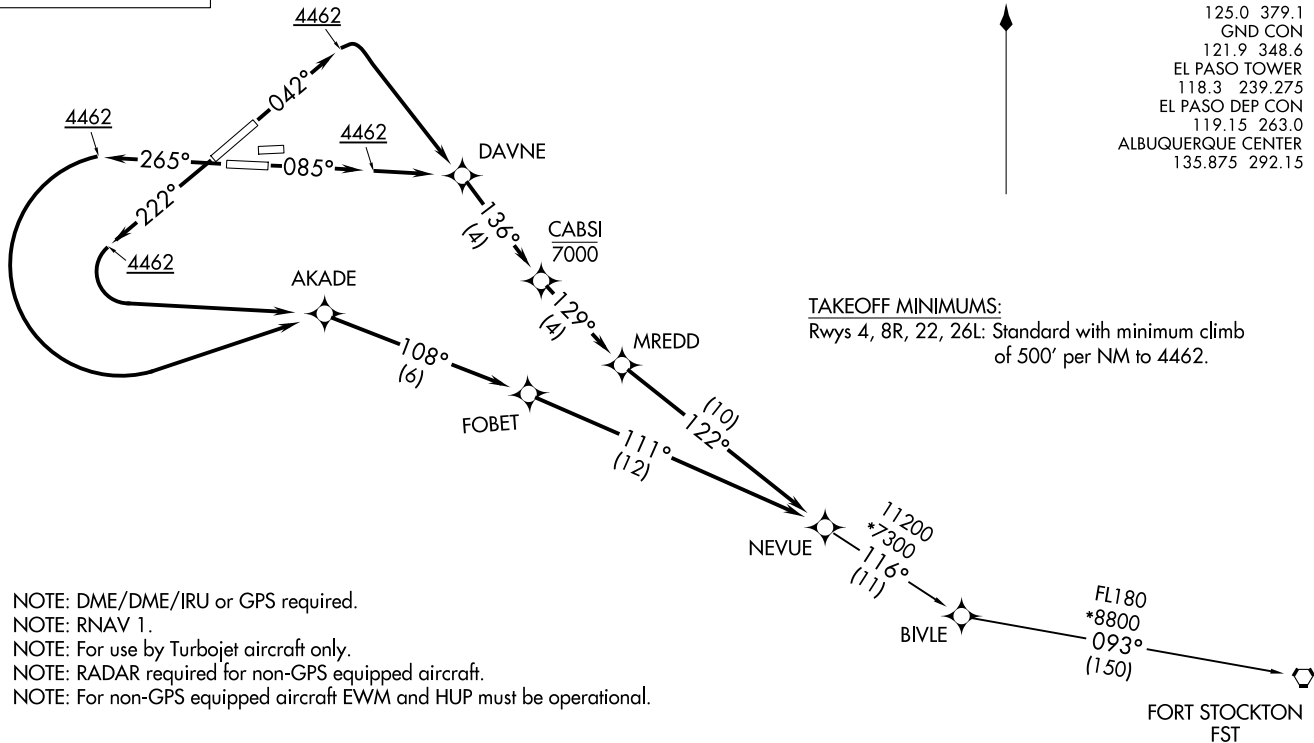 4462
125.0 379.1
GND CON
121.9 348.6
EL PASO TOWER
118.3 239.275
EL PASO DEP CON
119.15 263.0
ALBUQUERQUE CENTER
135.875 292.15
042°
4462
4462
265°
085°
DAVNE
222°
136°
(4)
CABSI
7000
4462
AKADE
129°
(4)
TAKEOFF MINIMUMS:
Rwys 4, 8R, 22, 26L: Standard with minimum climb
of 500' per NM to 4462.
MREDD
108°
(6)
FOBET
(10)
122°
111°
(12)
NEVUE
11200
*7300
116°
(11)
BIVLE
FL180
*8800
093°
(150)
FORT STOCKTON
FST
NOTE: DME/DME/IRU or GPS required.
NOTE: RNAV 1.
NOTE: For use by Turbojet aircraft only.
NOTE: RADAR required for non-GPS equipped aircraft.
NOTE: For non-GPS equipped aircraft EWM and HUP must be operational.